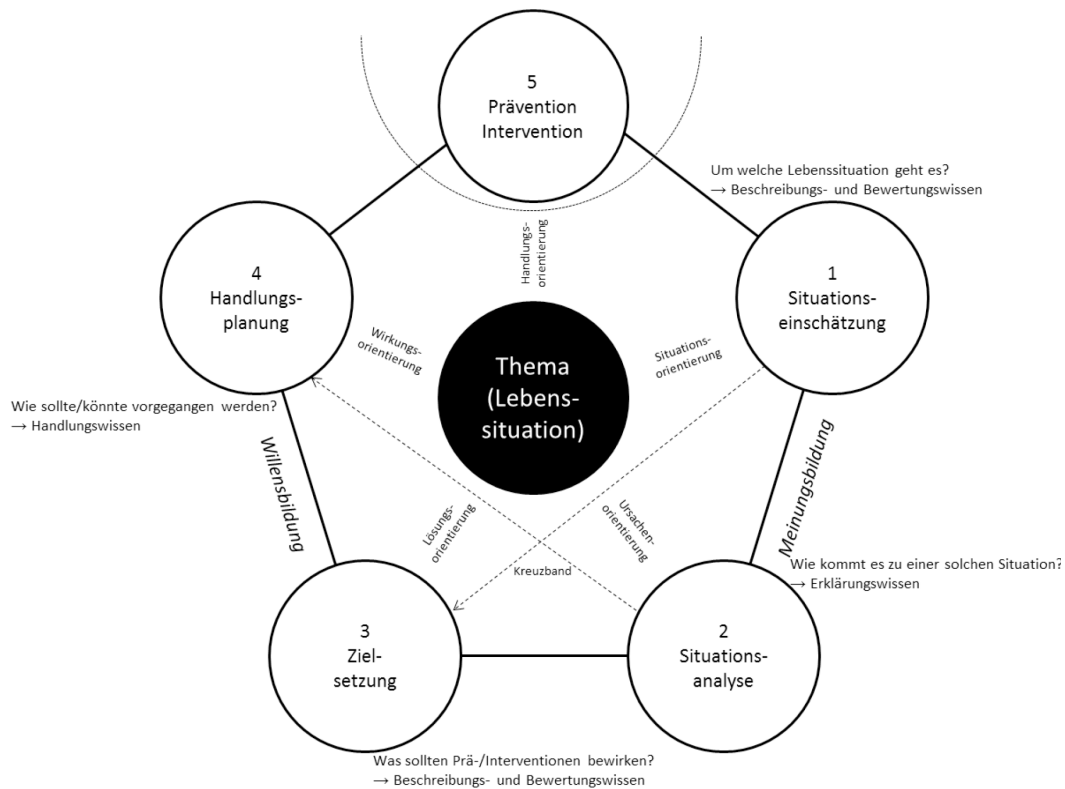 5
Prävention
Intervention
Um welche Lebenssituation geht es?
→ Beschreibungs- und Bewertungswissen
Handlungs-
orientierung
4
Handlungs-
planung
1
Situations-
einschätzung
Wirkungs-
orientierung
Thema
(Lebens-
situation)
Situations-
orientierung
Wie sollte/könnte vorgegangen werden?
→ Handlungswissen
Willensbildung
Meinungsbildung
Lösungs-
orientierung
Ursachen-
orientierung
Kreuzband
Wie kommt es zu einer solchen Situation?
→ Erklärungswissen
3
Ziel-
setzung
2
Situations-
analyse
Was sollten Prä-/Interventionen bewirken?
→ Beschreibungs- und Bewertungswissen